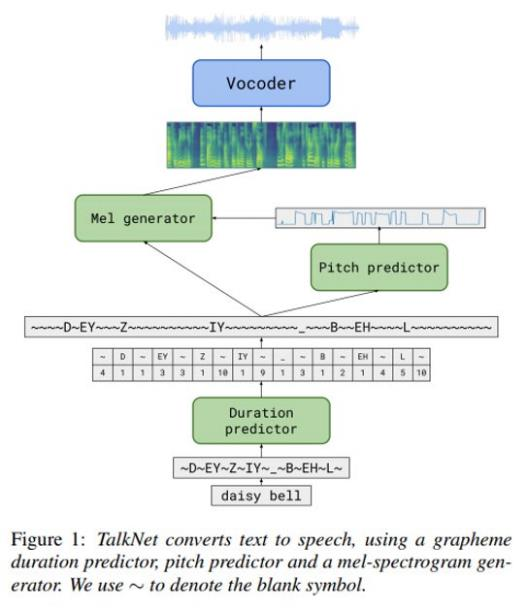 Vocoder
Mel generator
Pitch predictor
~~~~D~EY~~~Z~~~~~~~~~~IY~~~~~~~~~_~~~B~~EH~~~~L~~~~~~~~~~
~ D ~ EY ~ Z ~ IY ~ _ ~ B ~ EH ~ L ~
4 1 1 3 3 1 10 1 9 1 3 1 2 1 4 5 10
Duration
predictor
~D~EY~Z~IY~_~B~EH~L~
daisy bell
Figure 1: TalkNet converts text to speech, using a grapheme
duration predictor, pitch predictor and a mel-spectrogram gen-
erator. We use ~ to denote the blank symbol.